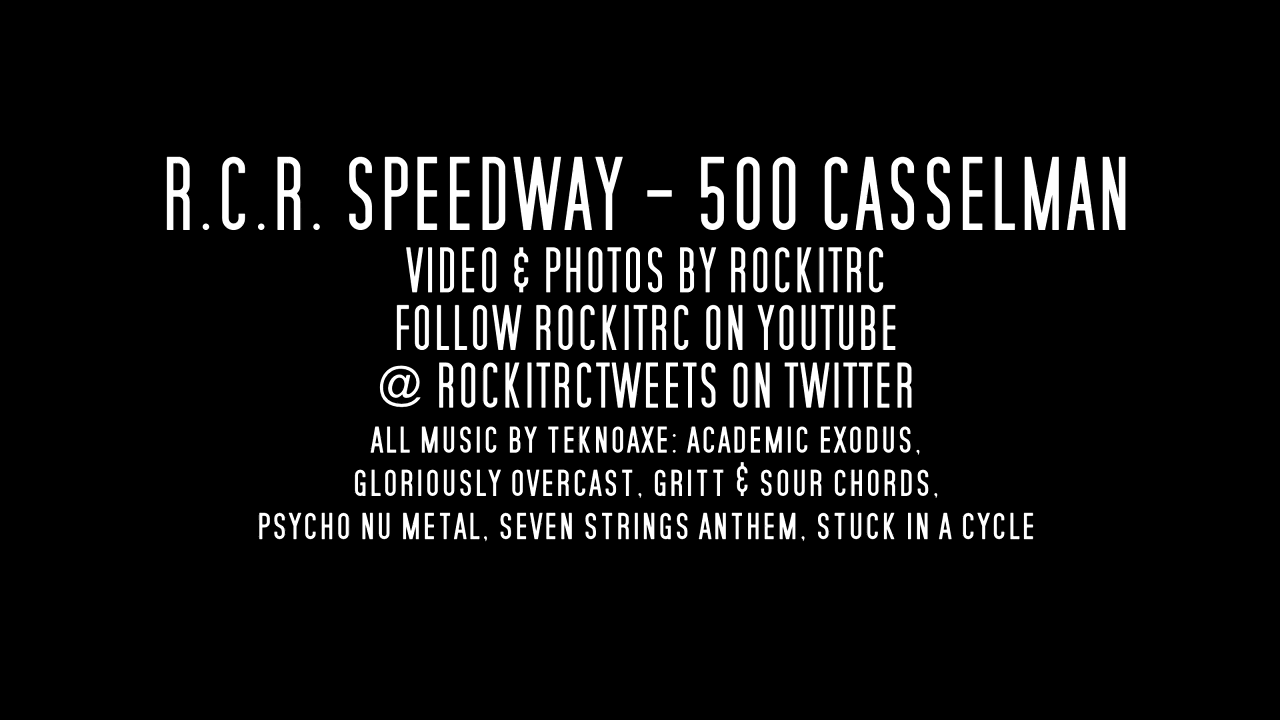 R.C.R. SPEEDWAY - 500 CASSELMAN
VIDEO & PHOTOS BY ROCKITRC
FOLLOW ROCKITRC ON YOUTUBE
@ ROCKITRCTWEETS ON TWITTER
ALL MUSIC BY TEKNOAXE: ACADEMIC EXODUS,
GLORIOUSLY OVERCAST, GRITT & SOUR CHORDS,
PSYCHO NU METAL, SEVEN STRINGS ANTHEM, STUCK IN A CYCLE